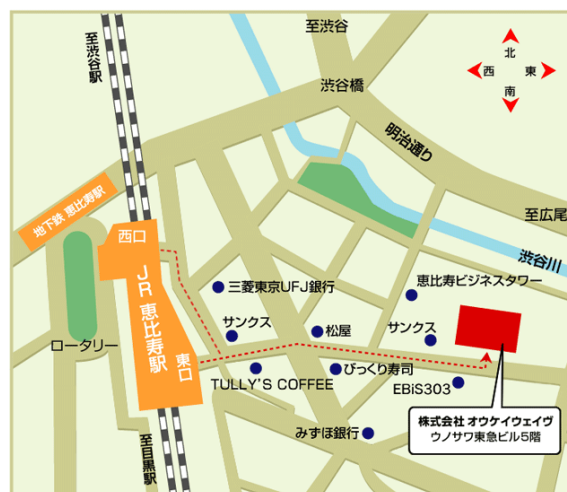 至渋谷
北
西 東
南
至渋谷駅
渋谷橋
明治通り
地下鉄 恵比寿駅
至広尾
西口
渋谷川
JR 恵比寿駅
三菱東京UFJ銀行
恵比寿ビジネスタワー
サンクス
松屋
サンクス
ロータリー
東口
TULLY'S COFFEE
びっくり寿司
EBiS303
株式会社 オウケイウェイヴ
ウノサワ東急ビル5階
みずほ銀行
至目黒駅